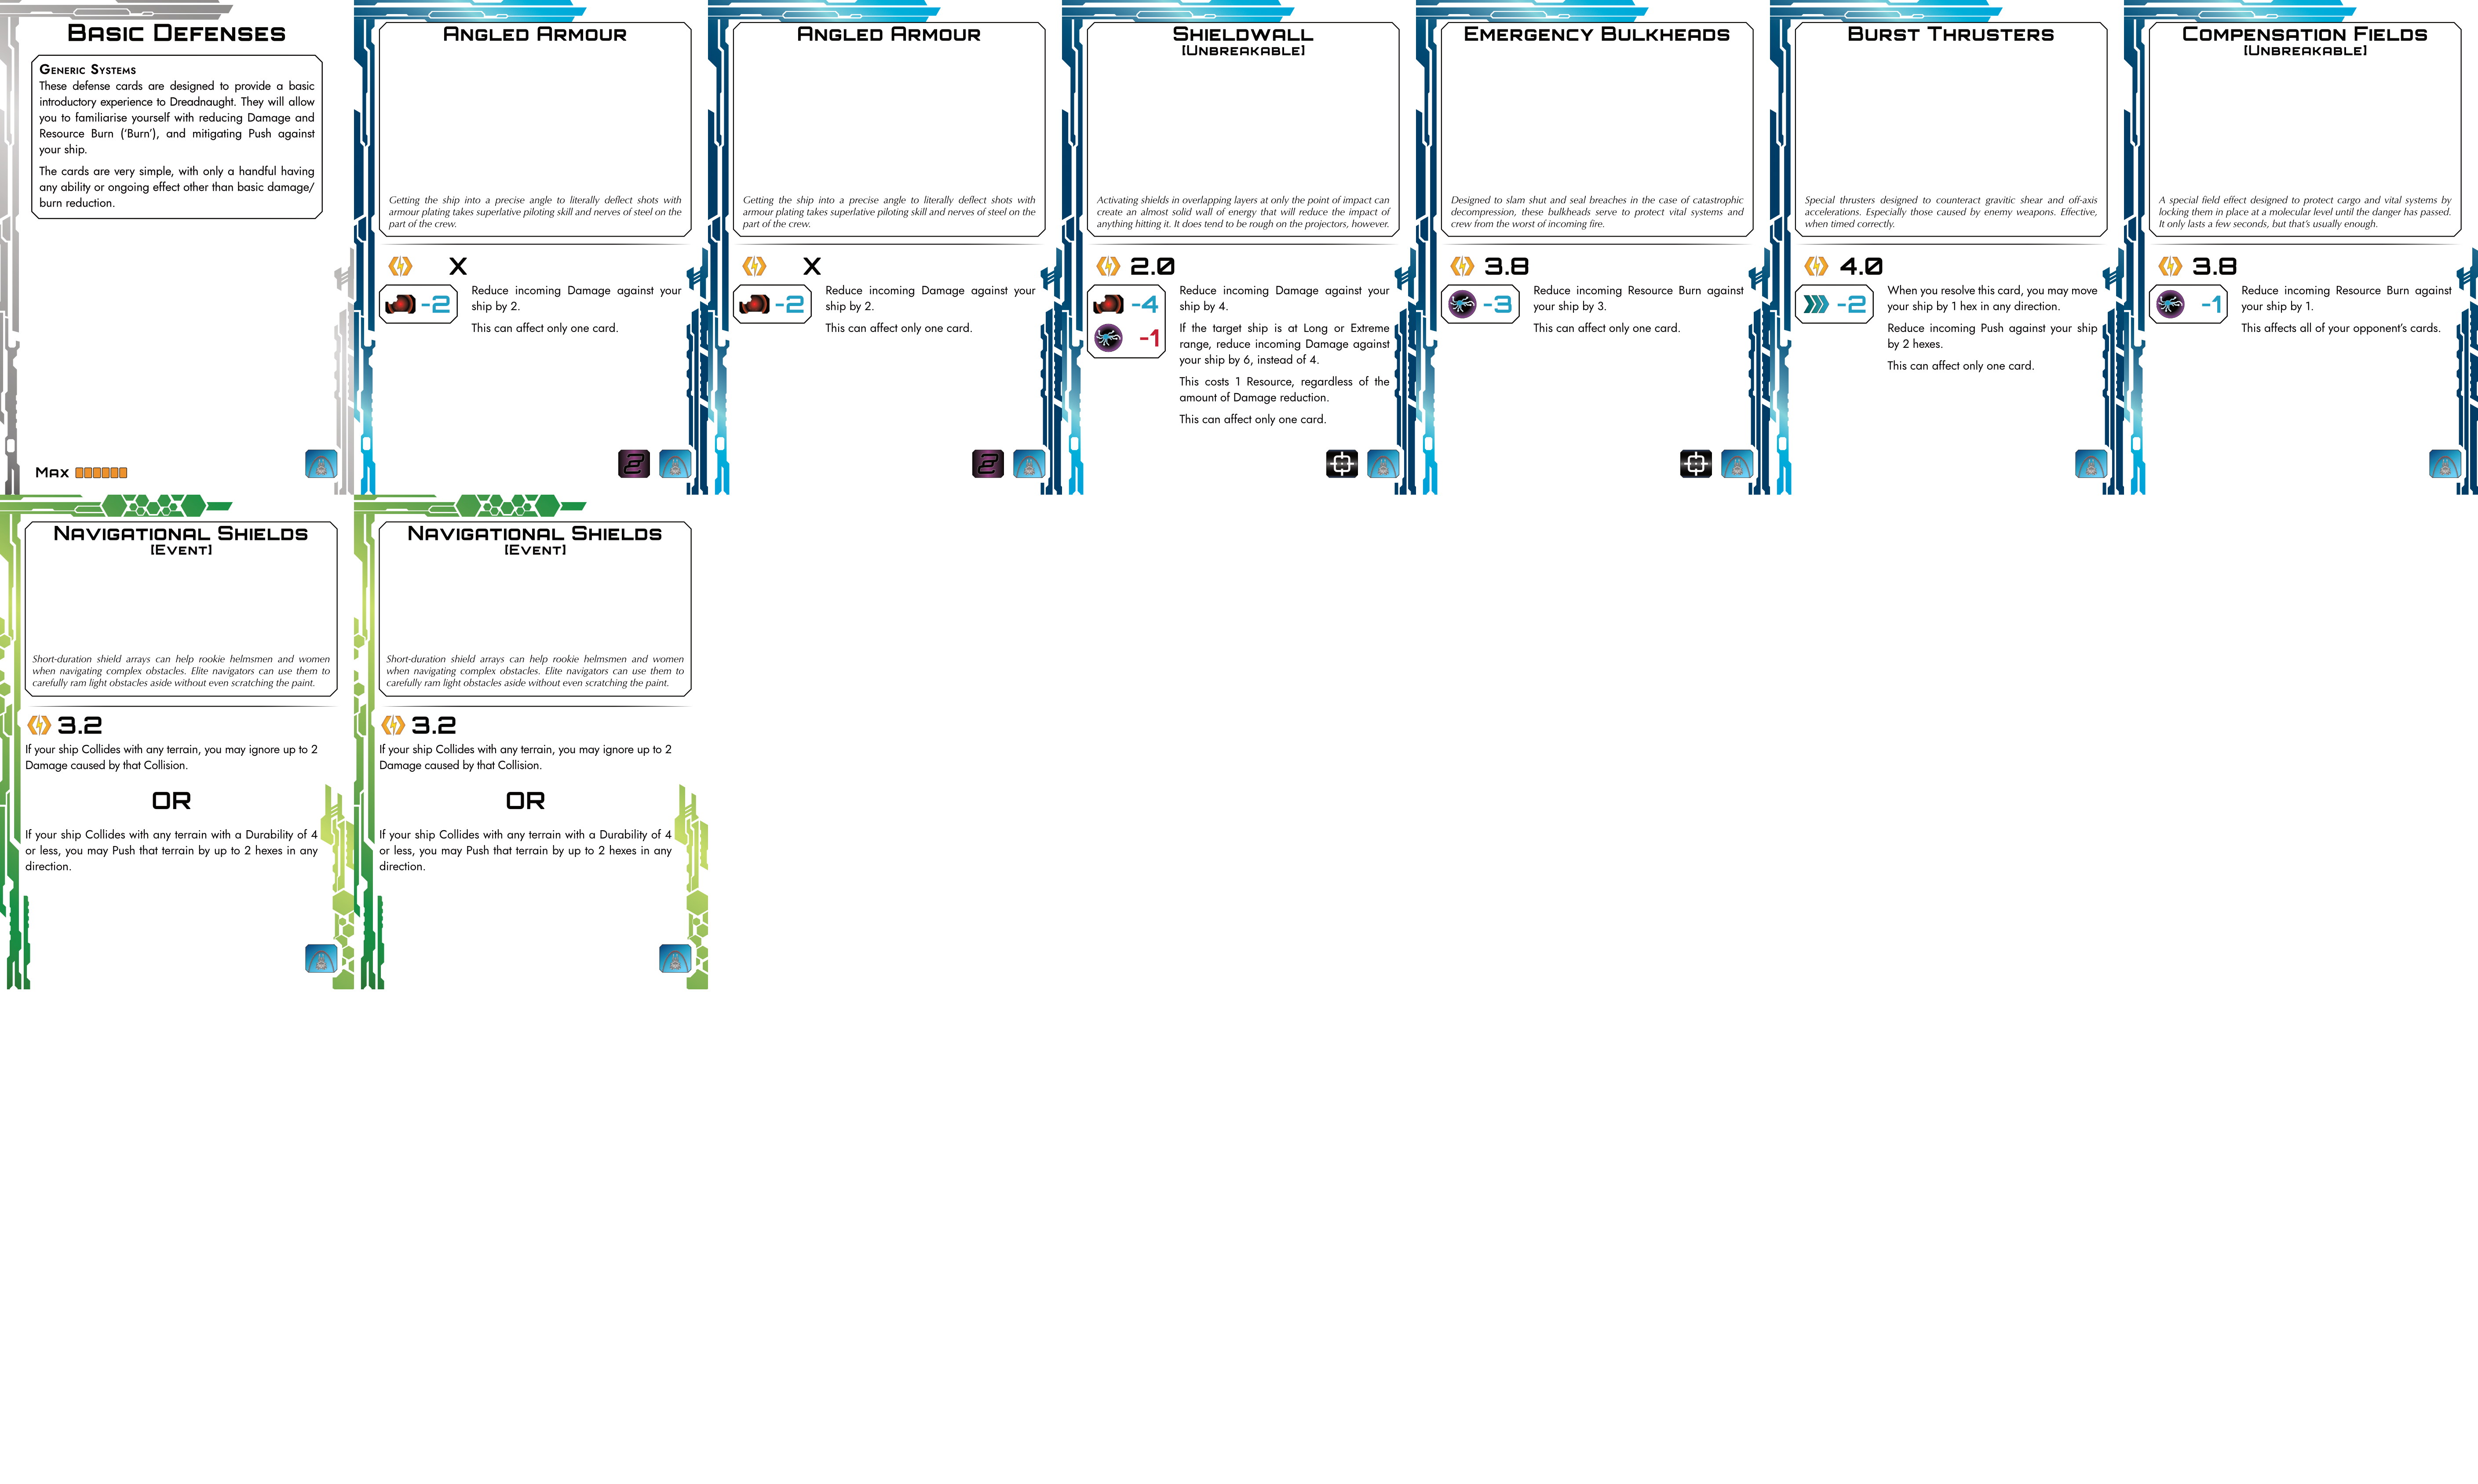 Basic Defenses
Generic Systems
These defense cards are designed to provide a basic
introductory experience to Dreadnaught. They will allow
you to familiarise yourself with reducing Damage and
Resource Burn (‘Burn’), and mitigating Push against
your ship.
The cards are very simple, with only a handful having
any ability or ongoing effect other than basic damage/
burn reduction.
Max
Angled Armour
Getting the ship into a precise angle to literally deflect shots with
armour plating takes superlative piloting skill and nerves of steel on the
part of the crew.
X
-2
Reduce incoming Damage against your
ship by 2.
This can affect only one card.
2
Angled Armour
Getting the ship into a precise angle to literally deflect shots with
armour plating takes superlative piloting skill and nerves of steel on the
part of the crew.
X
-2
Reduce incoming Damage against your
ship by 2.
This can affect only one card.
2
Shieldwall
[Unbreakable]
Activating shields in overlapping layers at only the point of impact can
create an almost solid wall of energy that will reduce the impact of
anything hitting it. It does tend to be rough on the projectors, however.
2.0
-4
-1
Reduce incoming Damage against your
ship by 4.
If the target ship is at Long or Extreme
range, reduce incoming Damage against
your ship by 6, instead of 4.
This costs 1 Resource, regardless of the
amount of Damage reduction.
This can affect only one card.
Emergency Bulkheads
Designed to slam shut and seal breaches in the case of catastrophic
decompression, these bulkheads serve to protect vital systems and
crew from the worst of incoming fire.
3.8
-3
Reduce incoming Resource Burn against
your ship by 3.
This can affect only one card.
Burst Thrusters
Special thrusters designed to counteract gravitic shear and off-axis
accelerations. Especially those caused by enemy weapons. Effective,
when timed correctly.
4.0
-2
When you resolve this card, you may move
your ship by 1 hex in any direction.
Reduce incoming Push against your ship
by 2 hexes.
This can affect only one card.
Compensation Fields
[Unbreakable]
A special field effect designed to protect cargo and vital systems by
locking them in place at a molecular level until the danger has passed.
It only lasts a few seconds, but that’s usually enough.
3.8
-1
Reduce incoming Resource Burn against
your ship by 1.
This affects all of your opponent’s cards.
Navigational Shields
[Event]
Short-duration shield arrays can help rookie helmsmen and women
when navigating complex obstacles. Elite navigators can use them to
carefully ram light obstacles aside without even scratching the paint.
3.2
If your ship Collides with any terrain, you may ignore up to 2
Damage caused by that Collision.
OR
If your ship Collides with any terrain with a Durability of 4
or less, you may Push that terrain by up to 2 hexes in any
direction.
Navigational Shields
[Event]
Short-duration shield arrays can help rookie helmsmen and women
when navigating complex obstacles. Elite navigators can use them to
carefully ram light obstacles aside without even scratching the paint.
3.2
If your ship Collides with any terrain, you may ignore up to 2
Damage caused by that Collision.
OR
If your ship Collides with any terrain with a Durability of 4
or less, you may Push that terrain by up to 2 hexes in any
direction.